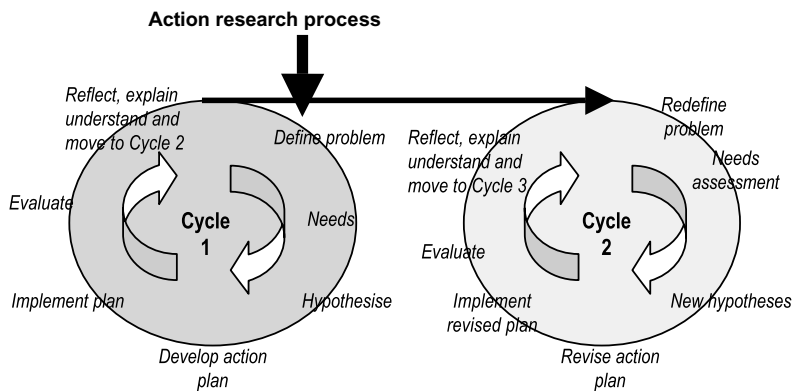 Action research process
Reflect, explain
understand and
move to Cycle 2
Define problem
Evaluate
Cycle
1
Needs
Implement plan
Hypothesise
Develop action
plan
Redefine
problem
Reflect, explain
understand and
move to Cycle 3
Needs
assessment
Cycle
2
Evaluate
Implement
revised plan
New hypotheses
Revise action
plan